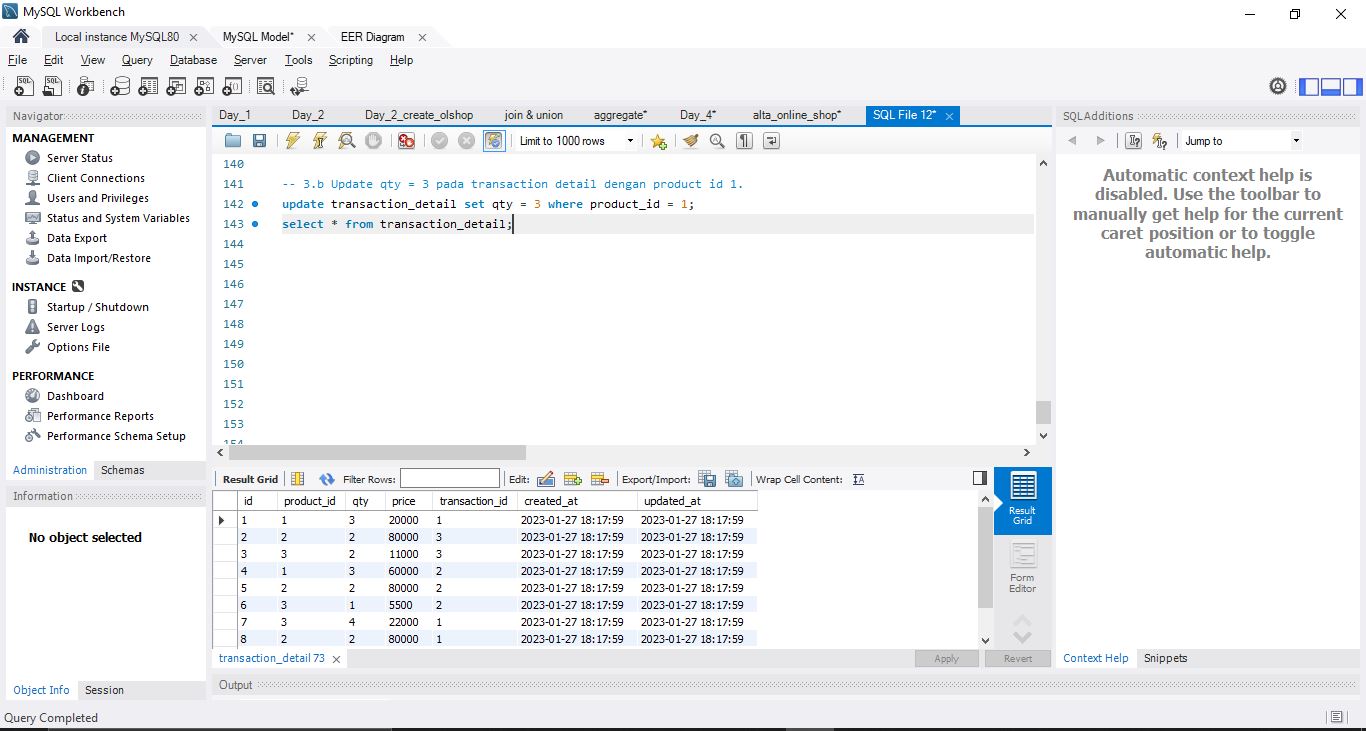 MySQL Workbench
Local instance MySQL80
MySQL Model*
EER Diagram
File Edit View Query Database Server Tools Scripting Help
Navigator
MANAGEMENT
Server Status
Client Connections
Users and Privileges
Status and System Variables
Data Export
Data Import/Restore
INSTANCE
Startup / Shutdown
Server Logs
Options File
PERFORMANCE
Dashboard
Performance Reports
Performance Schema Setup
Administration Schemas
Information
No object selected
Object Info Session
Day_1 Day_2 Day_2_create_olshop join & union aggregate* Day_4* alta_online_shop* SQL File 12*
Limit to 1000 rows
140
141 -- 3.b Update qty = 3 pada transaction detail dengan product id 1.
142 update transaction_detail set qty = 3 where product_id = 1;
143 select * from transaction_detail;
144
145
146
147
148
149
150
151
152
153
154
Result Grid Filter Rows: Edit: Export/Import: Wrap Cell Content:
id product_id qty price transaction_id created_at updated_at
1 1 3 20000 1 2023-01-27 18:17:59 2023-01-27 18:17:59
2 2 2 80000 3 2023-01-27 18:17:59 2023-01-27 18:17:59
3 3 2 11000 3 2023-01-27 18:17:59 2023-01-27 18:17:59
4 1 3 60000 2 2023-01-27 18:17:59 2023-01-27 18:17:59
5 2 2 80000 2 2023-01-27 18:17:59 2023-01-27 18:17:59
6 3 1 5500 2 2023-01-27 18:17:59 2023-01-27 18:17:59
7 3 4 22000 1 2023-01-27 18:17:59 2023-01-27 18:17:59
8 2 2 80000 1 2023-01-27 18:17:59 2023-01-27 18:17:59
Result
Grid
Form
Editor
transaction_detail 73
Apply Revert
Output
SQLAdditions
Jump to
Automatic context help is
disabled. Use the toolbar to
manually get help for the current
caret position or to toggle
automatic help.
Context Help Snippets
Query Completed